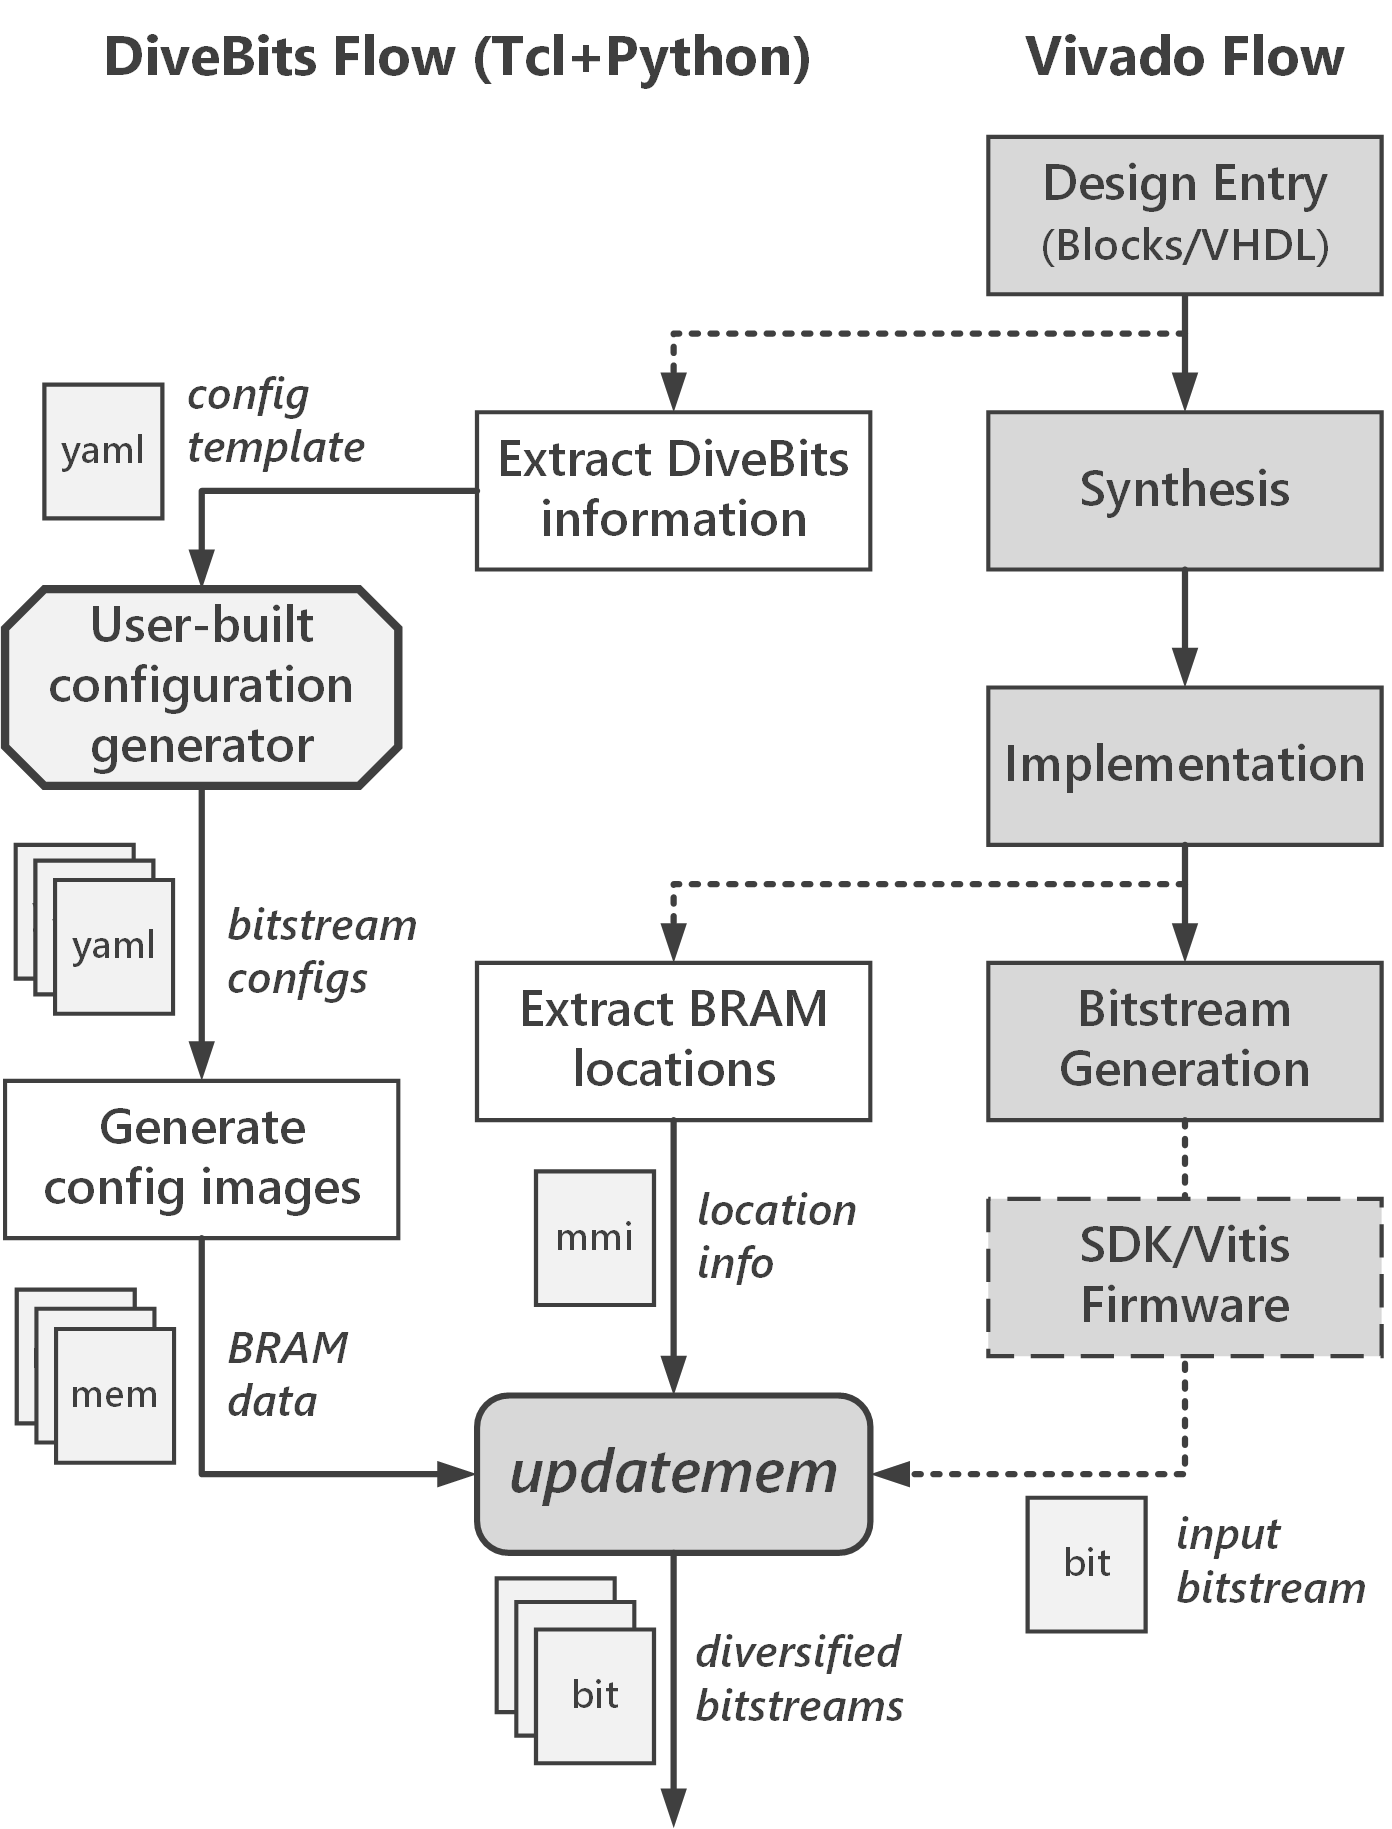 DiveBits Flow (Tcl+Python)
Vivado Flow
Design Entry
(Blocks/VHDL)
yaml
config
template
Extract DiveBits
information
Synthesis
User-built
configuration
generator
Implementation
yaml
bitstream
configs
Extract BRAM
locations
Bitstream
Generation
Generate
config images
mmi
location
info
SDK/Vitis
Firmware
mem
BRAM
data
updatemem
bit
input
bitstream
bit
diversified
bitstreams